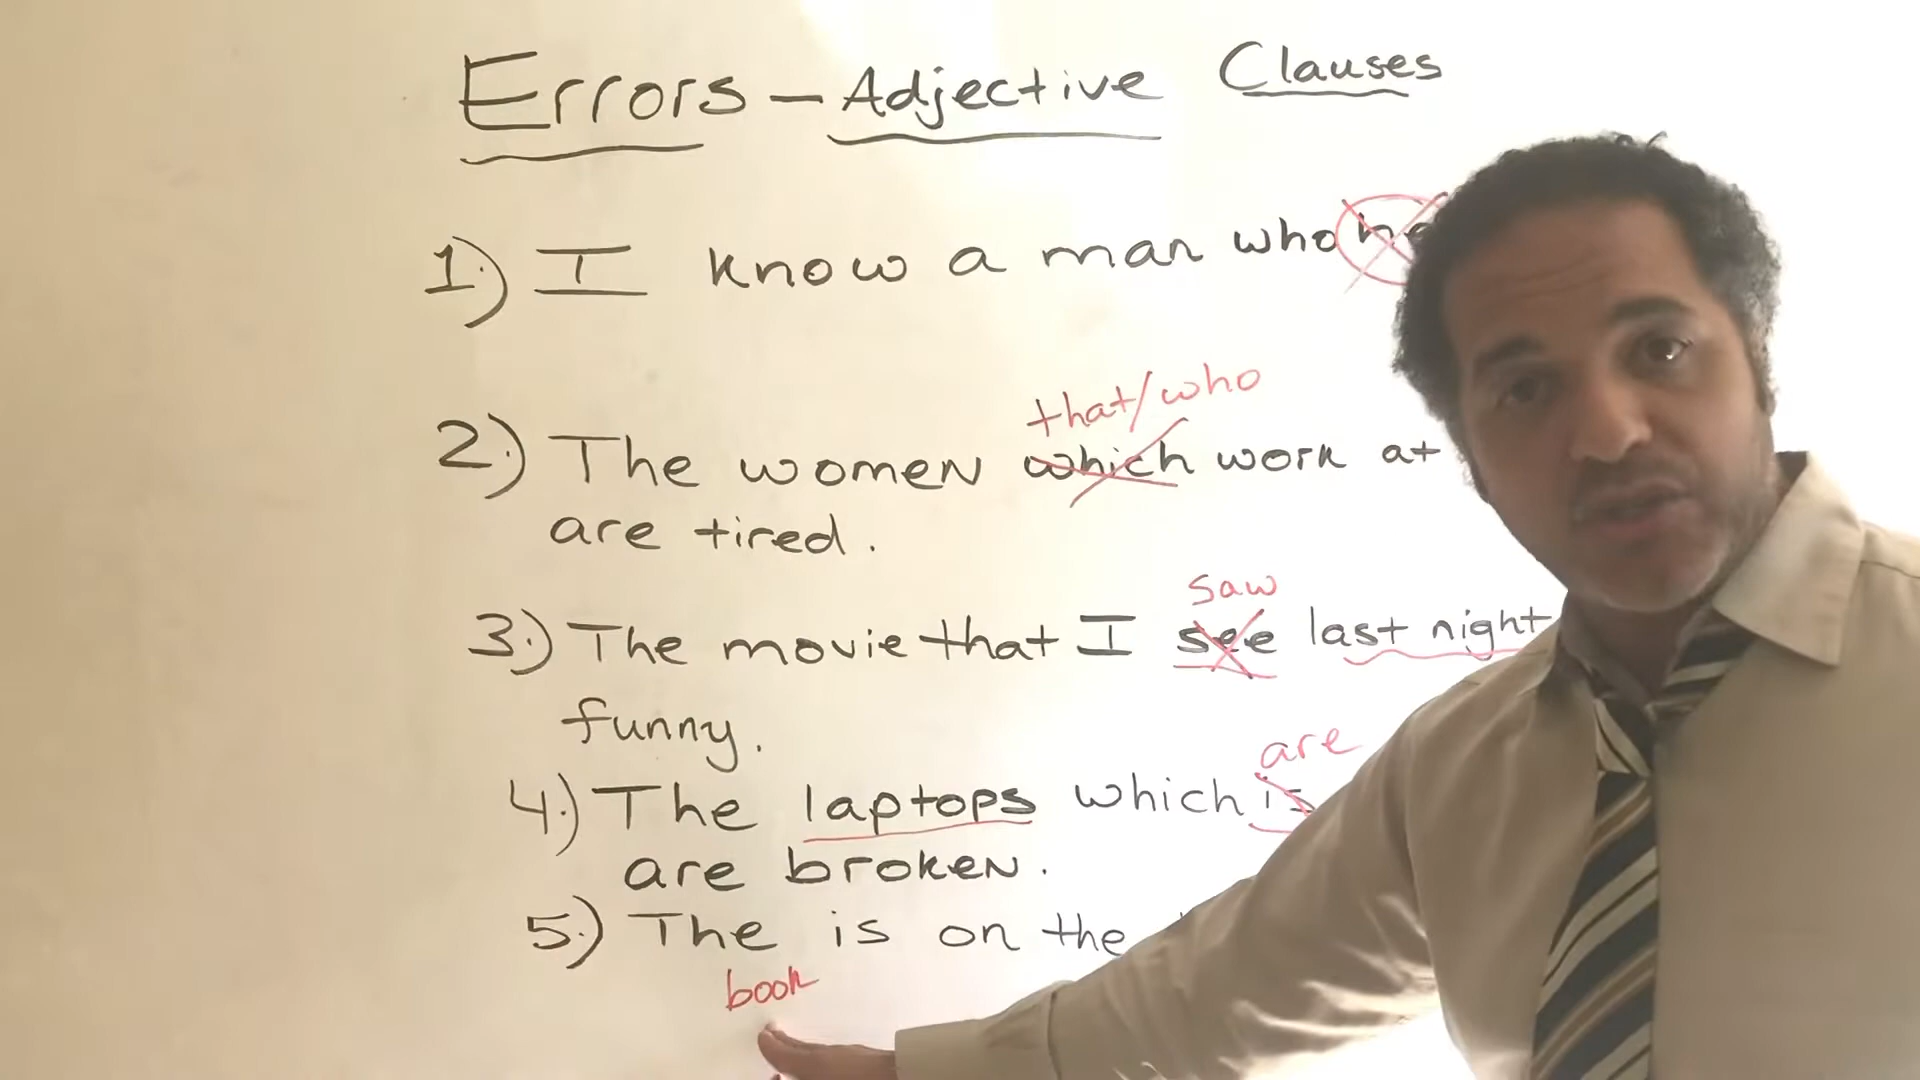 Errors – Adjective Clauses
1.) I know a man who
that/who
2.) The women which work at
are tired.
saw
3.) The movie that I see last night
funny.
are
4.) The laptops which is
are broken.
5.) The is on the
book